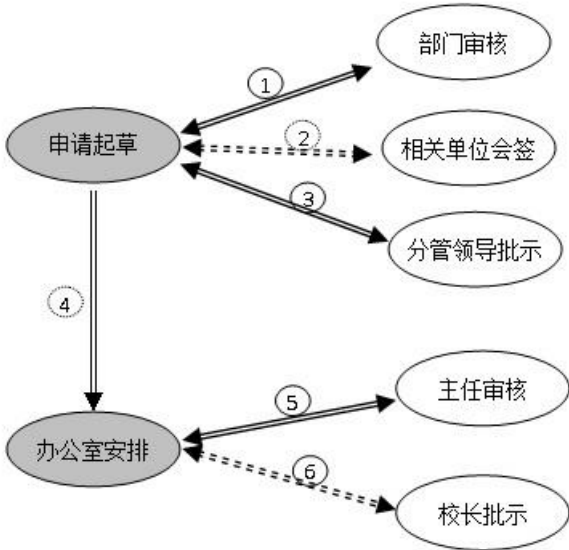 部门审核
①
申请起草
②
相关单位会签
③
分管领导批示
④
主任审核
⑤
办公室安排
⑥
校长批示